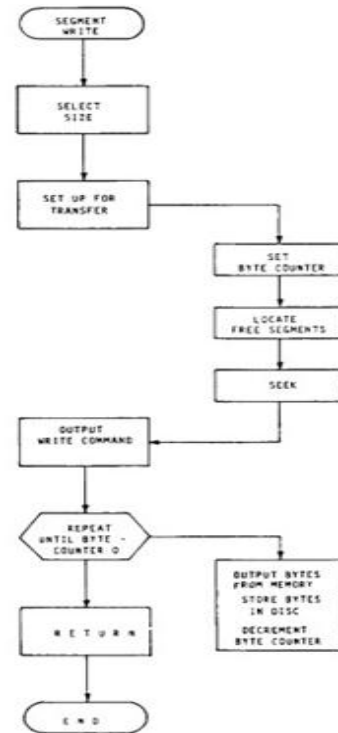 SEGMENT
WRITE
SELECT
SIZE
SET UP FOR
TRANSFER
SET
BYTE COUNTER
LOCATE
FREE SEGMENTS
SEEK
OUTPUT
WRITE COMMAND
REPEAT
UNTIL BYTE -
COUNTER 0
OUTPUT BYTES
FROM MEMORY
STORE BYTES
IN DISC
DECREMENT
BYTE COUNTER
R E T U R N
E N D